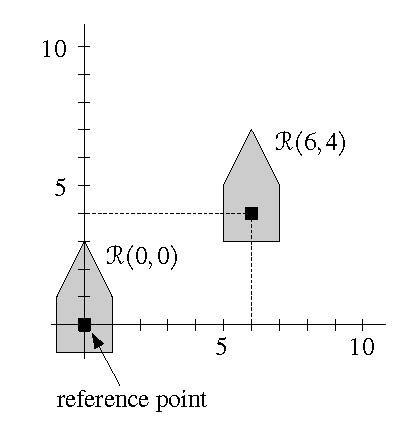 10
ℛ(6, 4)
5
ℛ(0, 0)
5
10
reference point